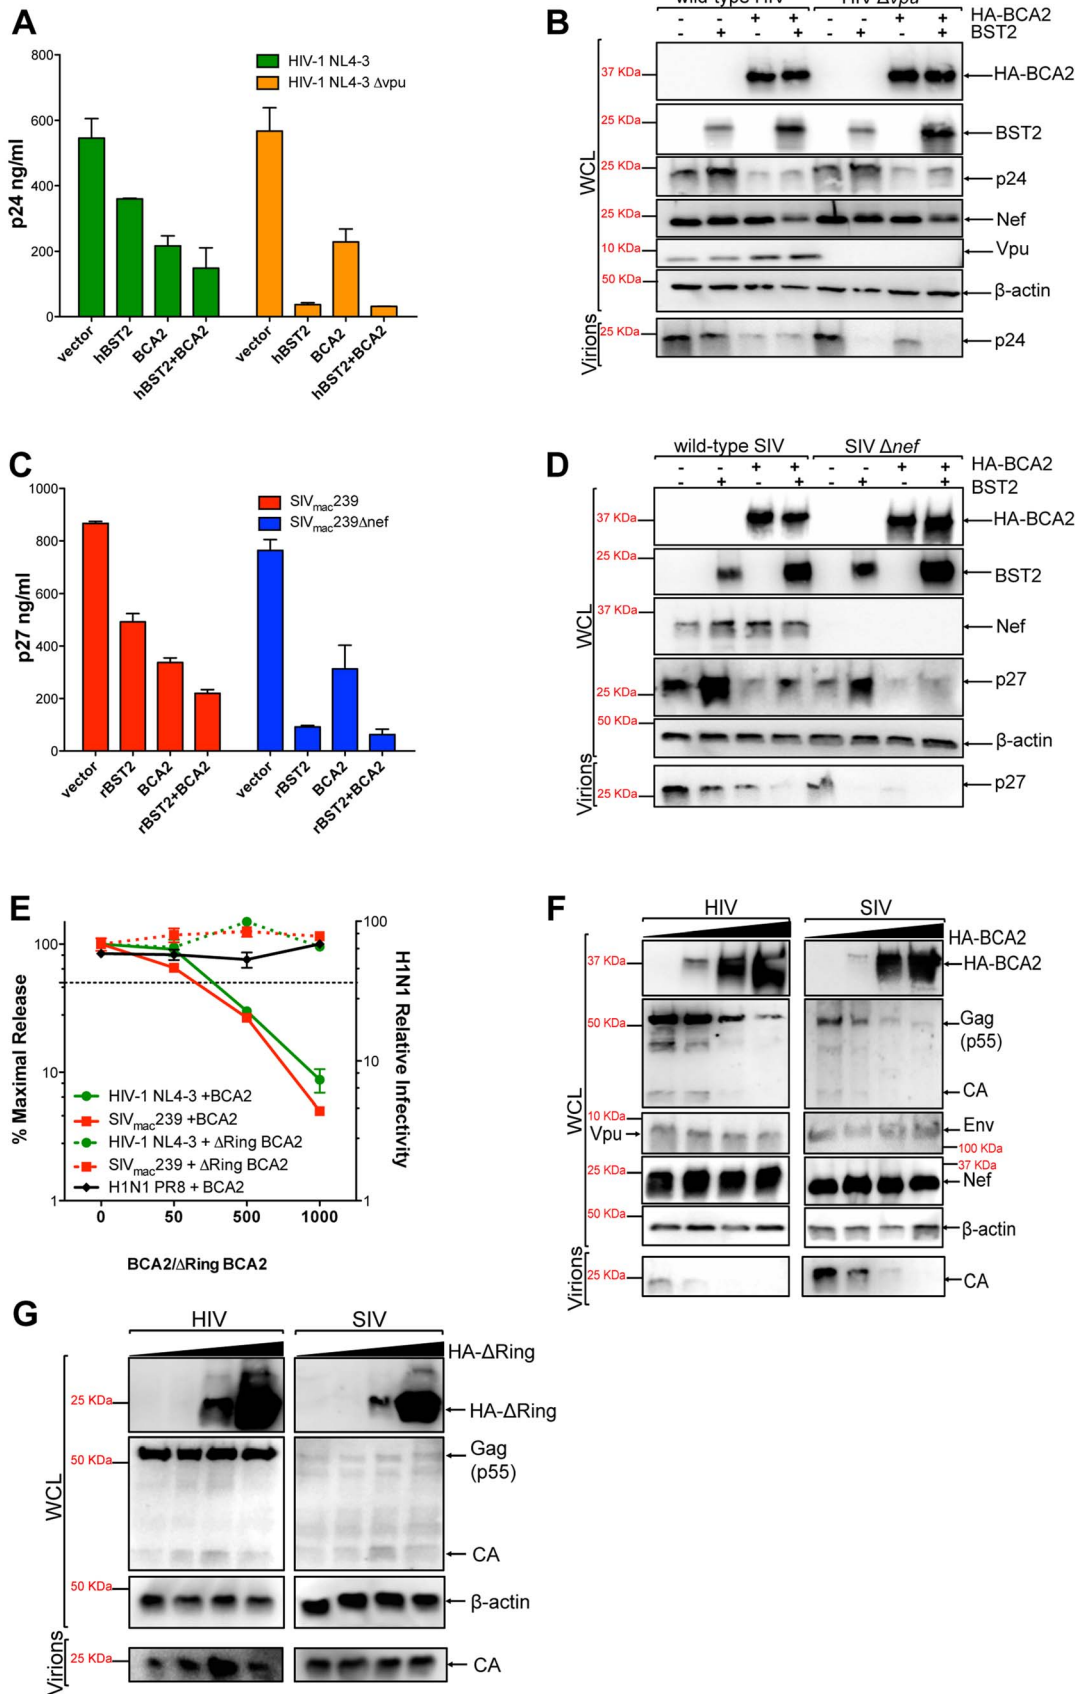 A
800
600
400
200
0
p24 ng/ml
HIV-1 NL4-3
HIV-1 NL4-3 Δvpu
vector
hBST2
BCA2
hBST2+BCA2
vector
hBST2
BCA2
hBST2+BCA2
B
wild-type HIV HIV Δvpu
- - + + - - + + HA-BCA2
- + - + - + - + BST2
37 KDa HA-BCA2
25 KDa BST2
25 KDa p24
25 KDa Nef
10 KDa Vpu
50 KDa β-actin
25 KDa p24
WCL
Virions
C
1000
800
600
400
200
0
p27 ng/ml
SIVmac239
SIVmac239Δnef
vector
rBST2
BCA2
rBST2+BCA2
vector
rBST2
BCA2
rBST2+BCA2
D
wild-type SIV SIV Δnef
- - + + - - + + HA-BCA2
- + - + - + - + BST2
37 KDa HA-BCA2
25 KDa BST2
37 KDa Nef
25 KDa p27
50 KDa β-actin
25 KDa p27
WCL
Virions
E
100
10
1
% Maximal Release
100
10
1
H1N1 Relative Infectivity
HIV-1 NL4-3 +BCA2
SIVmac239 +BCA2
HIV-1 NL4-3 + ΔRing BCA2
SIVmac239 + ΔRing BCA2
H1N1 PR8 + BCA2
0 50 500 1000
BCA2/ΔRing BCA2
F
HIV SIV
HA-BCA2
37 KDa 37 KDa HA-BCA2
50 KDa 50 KDa Gag
(p55)
CA
10 KDa
Vpu Env
100 KDa
25 KDa 37 KDa
Nef
50 KDa β-actin
25 KDa CA
WCL
Virions
G
HIV SIV
HA-ΔRing
25 KDa HA-ΔRing
50 KDa Gag
(p55)
CA
50 KDa β-actin
25 KDa CA
WCL
Virions